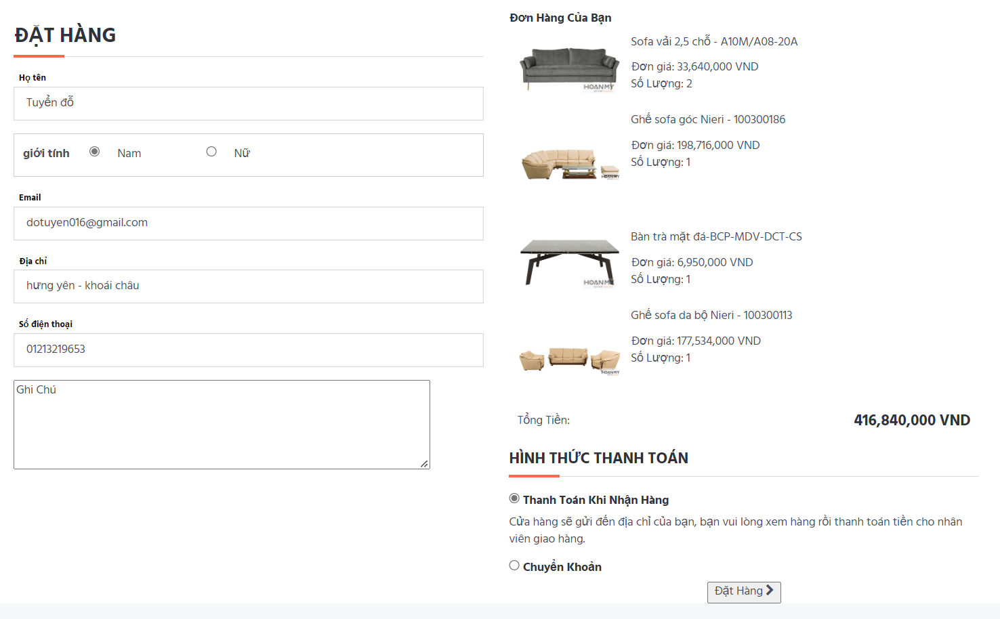 ĐẶT HÀNG
Họ tên
Tuyển đỗ
giới tính Nam Nữ
Email
dotuyen016@gmail.com
Địa chỉ
hưng yên - khoái châu
Số điện thoại
01213219653
Ghi Chú
Đơn Hàng Của Bạn
Sofa vải 2,5 chỗ - A10M/A08-20A
Đơn giá: 33,640,000 VND
Số Lượng: 2
HOANMY
Ghế sofa góc Nieri - 100300186
Đơn giá: 198,716,000 VND
Số Lượng: 1
HOANMY
Bàn trà mặt đá-BCP-MDV-DCT-CS
Đơn giá: 6,950,000 VND
Số Lượng: 1
HOANMY
Ghế sofa da bộ Nieri - 100300113
Đơn giá: 177,534,000 VND
Số Lượng: 1
HOANMY
Tổng Tiền: 416,840,000 VND
HÌNH THỨC THANH TOÁN
Thanh Toán Khi Nhận Hàng
Cửa hàng sẽ gửi đến địa chỉ của bạn, bạn vui lòng xem hàng rồi thanh toán tiền cho nhân
viên giao hàng.
Chuyển Khoản
Đặt Hàng